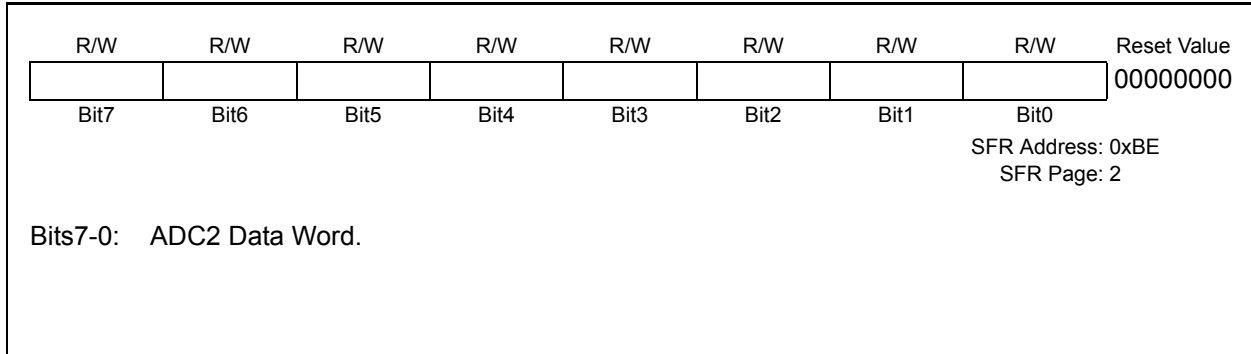 R/W R/W R/W R/W R/W R/W R/W R/W Reset Value
00000000
Bit7 Bit6 Bit5 Bit4 Bit3 Bit2 Bit1 Bit0
SFR Address: 0xBE
SFR Page: 2
Bits7-0: ADC2 Data Word.